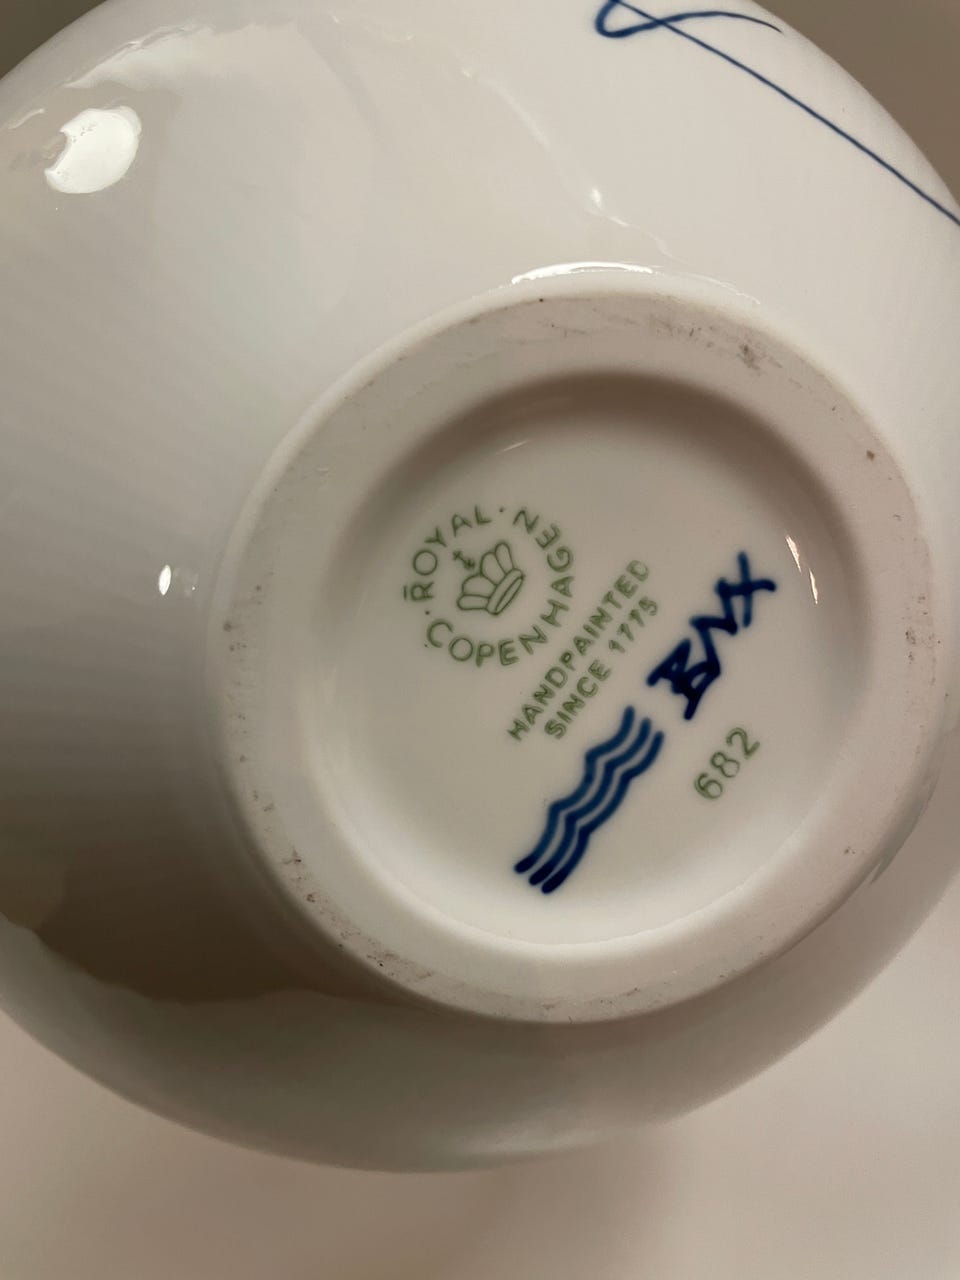 ROYAL · COPENHAGEN ·
HANDPAINTED
SINCE 1775
682